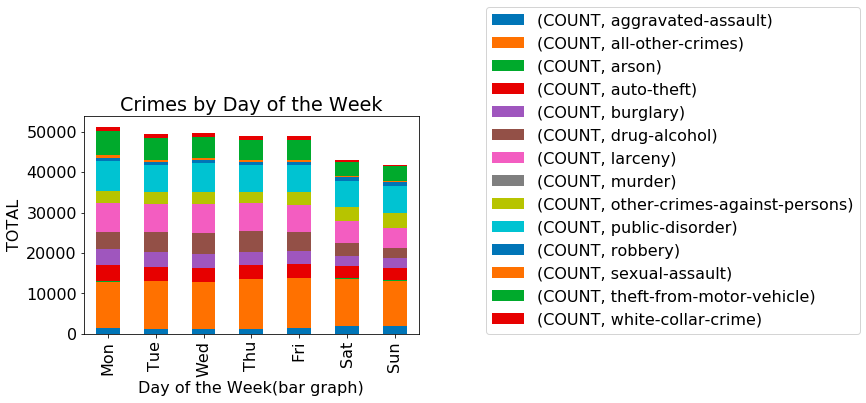 Crimes by Day of the Week
TOTAL
50000
40000
30000
20000
10000
0
Mon
Tue
Wed
Thu
Fri
Sat
Sun
Day of the Week(bar graph)
(COUNT, aggravated-assault)
(COUNT, all-other-crimes)
(COUNT, arson)
(COUNT, auto-theft)
(COUNT, burglary)
(COUNT, drug-alcohol)
(COUNT, larceny)
(COUNT, murder)
(COUNT, other-crimes-against-persons)
(COUNT, public-disorder)
(COUNT, robbery)
(COUNT, sexual-assault)
(COUNT, theft-from-motor-vehicle)
(COUNT, white-collar-crime)